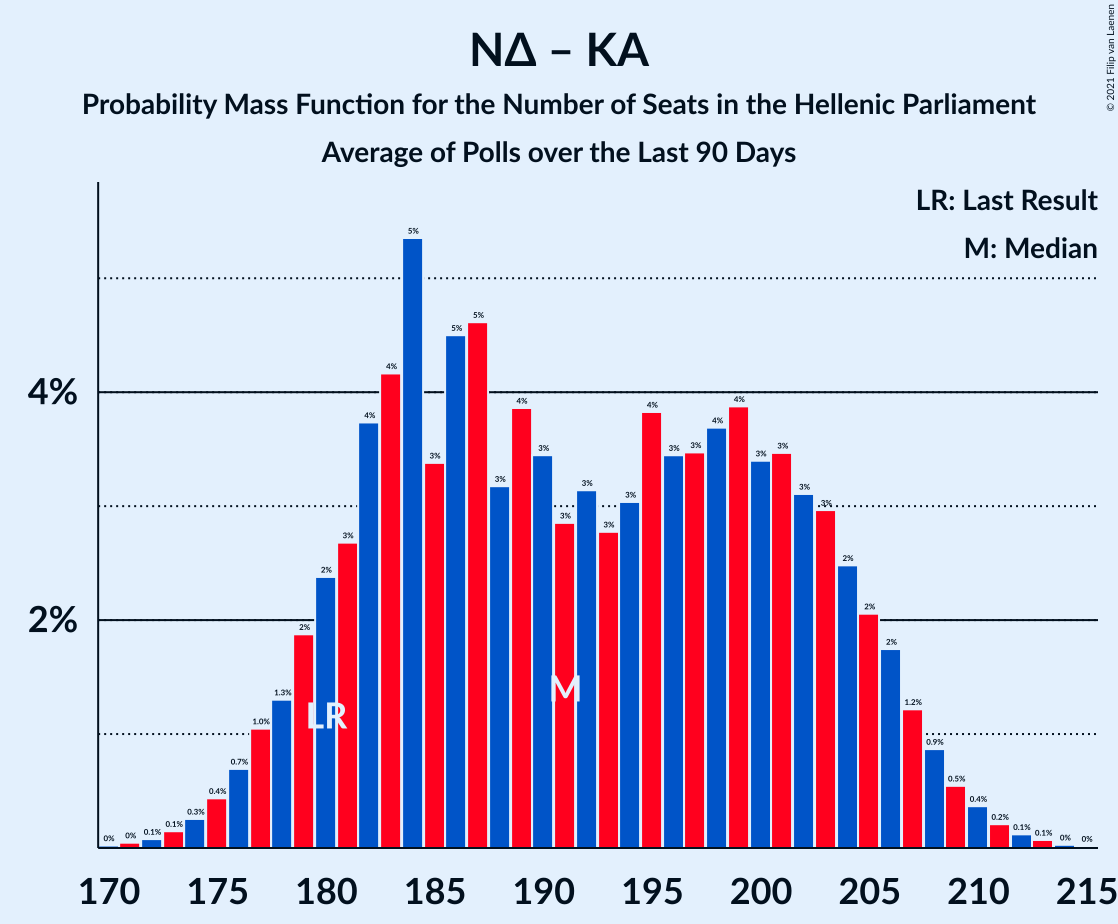 © 2021 Filip van Laenen
ΝΔ – ΚΑ
Probability Mass Function for the Number of Seats in the Hellenic Parliament
Average of Polls over the Last 90 Days
LR: Last Result
M: Median
4%
2%
0% 0% 0.1% 0.1% 0.3% 0.4% 0.7% 1.0% 1.3% 2% 2% 3% 4% 4% 5% 3% 5% 5% 3% 4% 3% 3% 3% 3% 3% 4% 3% 3% 4% 4% 3% 3% 3% 3% 2% 2% 2% 1.2% 0.9% 0.5% 0.4% 0.2% 0.1% 0.1% 0% 0%
LR
M
170 175 180 185 190 195 200 205 210 215